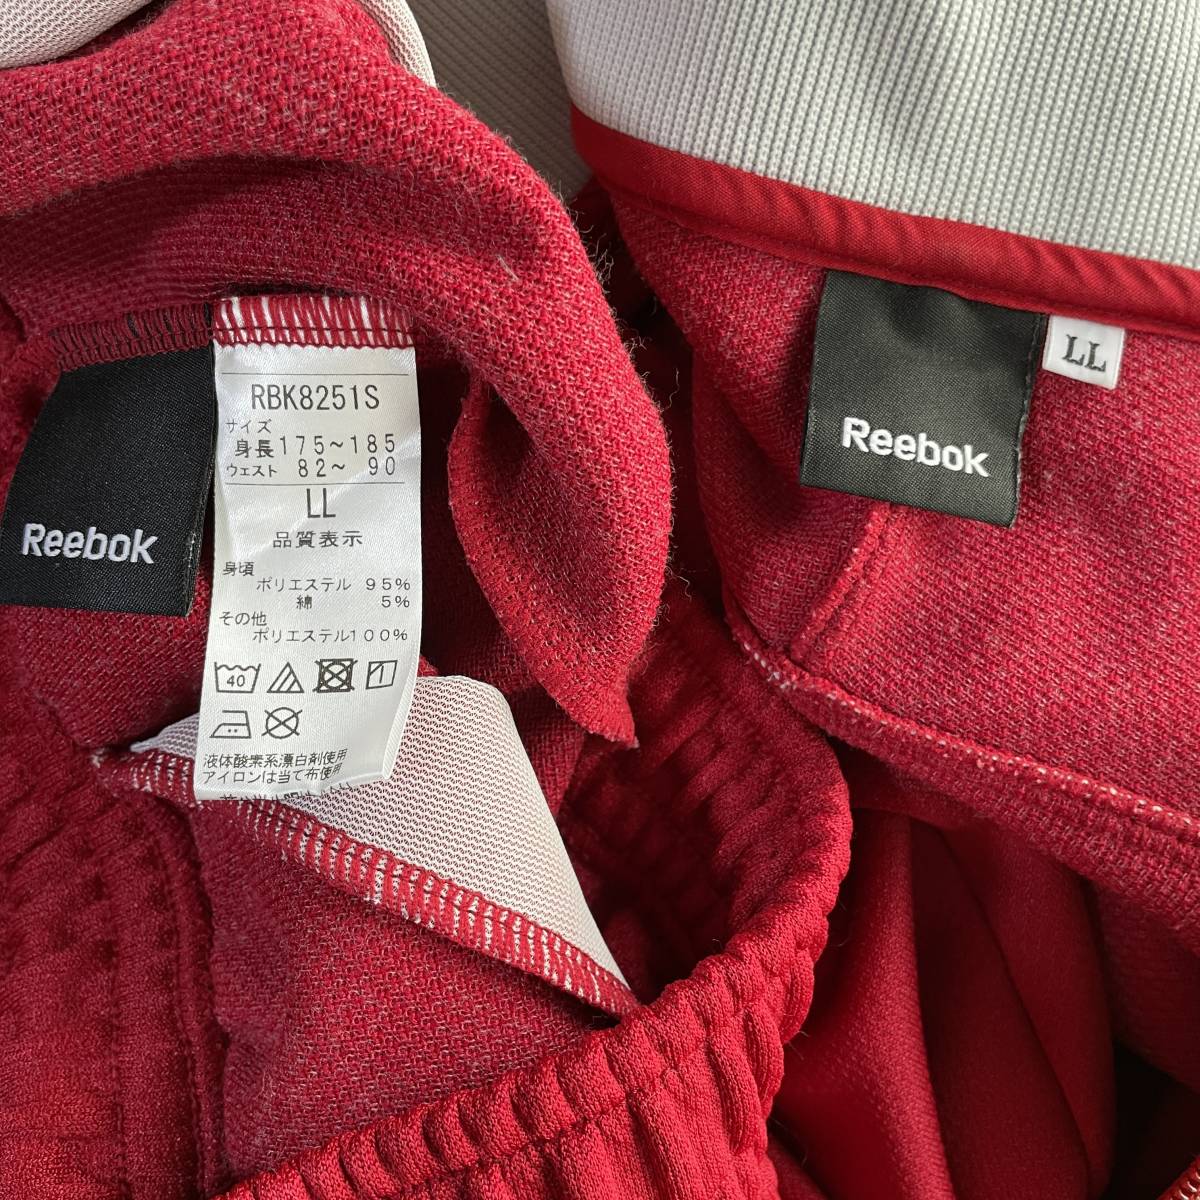 Reebok
RBK8251S
サイズ
身長175~185
ウェスト 82~ 90
LL
品質表示
身頃
ポリエステル 95%
綿 5%
その他
ポリエステル100%
40
1
液体酸素系漂白剤使用
アイロンは当て布使用
Reebok
LL